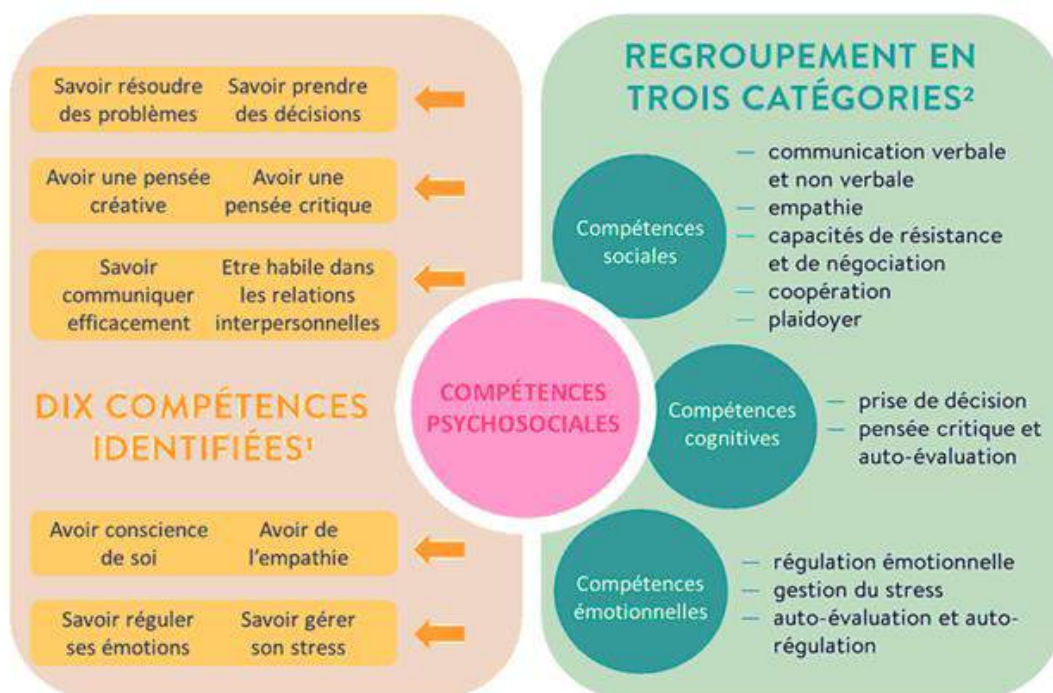 Savoir résoudre
des problèmes
Savoir prendre
des décisions
Avoir une pensée
créative
Avoir une
pensée critique
Savoir
communiquer
efficacement
Etre habile dans
les relations
interpersonnelles
DIX COMPÉTENCES
IDENTIFIÉES¹
Avoir conscience
de soi
Avoir de
l'empathie
Savoir réguler
ses émotions
Savoir gérer
son stress
COMPÉTENCES
PSYCHOSOCIALES
REGROUPEMENT EN
TROIS CATÉGORIES²
Compétences
sociales
— communication verbale
et non verbale
— empathie
— capacités de résistance
et de négociation
— coopération
— plaidoyer
Compétences
cognitives
— prise de décision
— pensée critique et
auto-évaluation
Compétences
émotionnelles
— régulation émotionnelle
— gestion du stress
— auto-évaluation et auto-
régulation